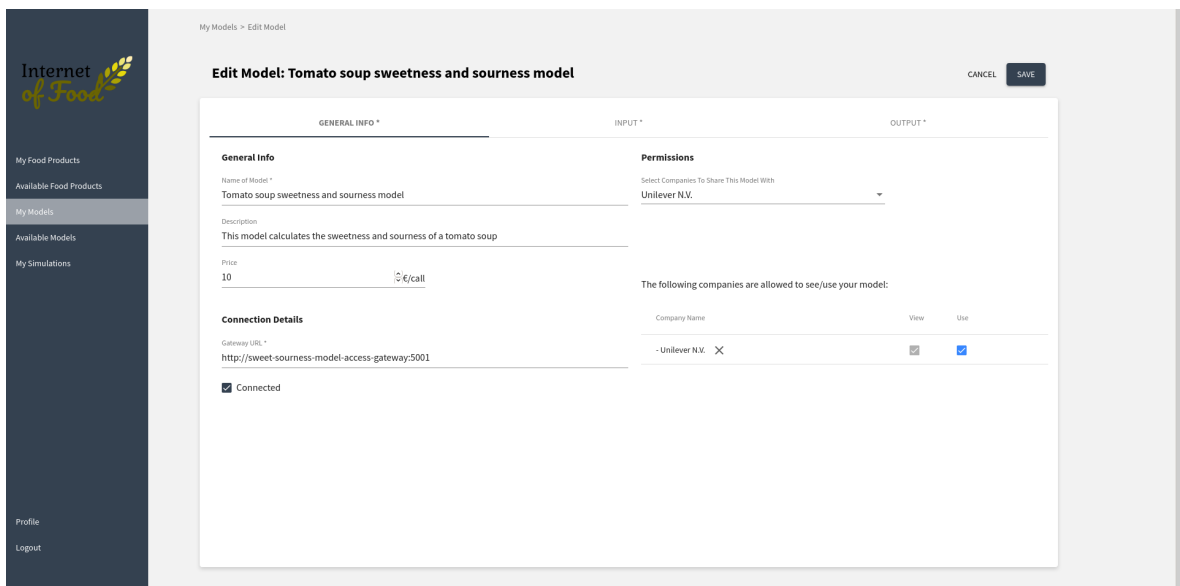 Internet
of Food
My Food Products
Available Food Products
My Models
Available Models
My Simulations
Profile
Logout
My Models > Edit Model
Edit Model: Tomato soup sweetness and sourness model
CANCEL
SAVE
GENERAL INFO *
INPUT *
OUTPUT *
General Info
Name of Model *
Tomato soup sweetness and sourness model
Description
This model calculates the sweetness and sourness of a tomato soup
Price
10
€/call
Connection Details
Gateway URL *
http://sweet-sourness-model-access-gateway:5001
Connected
Permissions
Select Companies To Share This Model With
Unilever N.V.
The following companies are allowed to see/use your model:
Company Name View Use
- Unilever N.V.